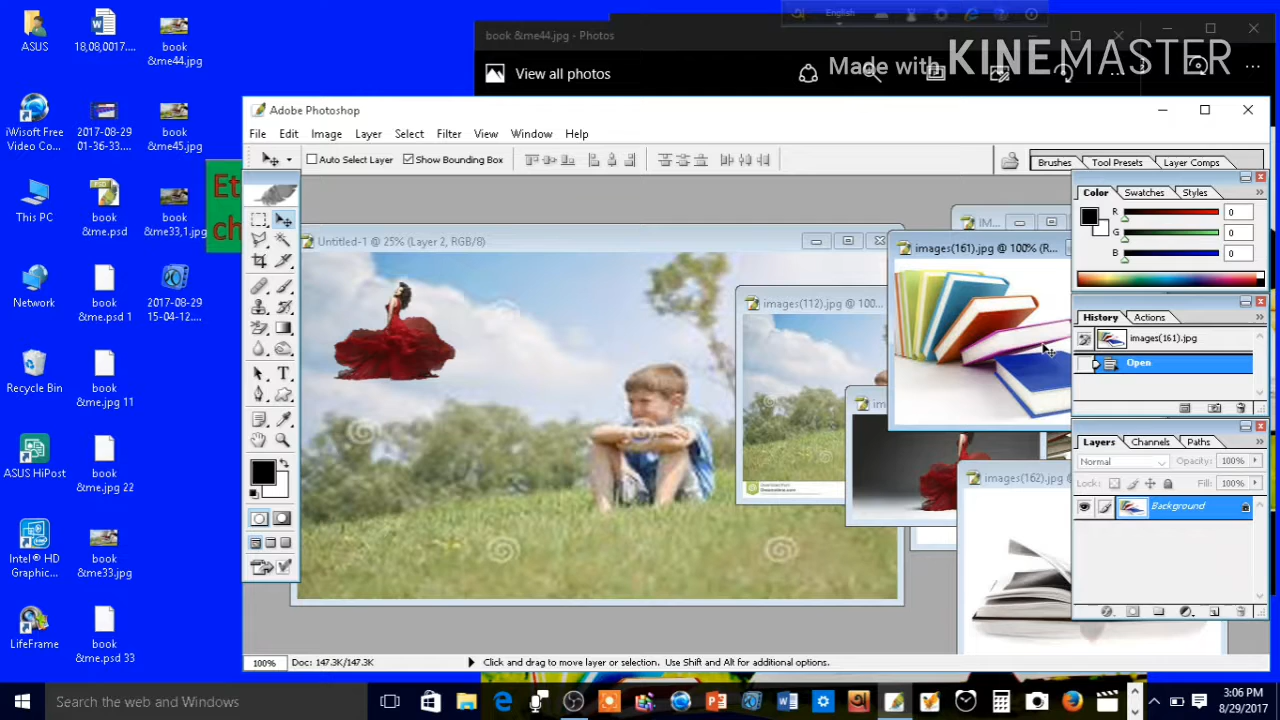 English
book &me44.jpg - Photos
View all photos
Made with KINEMASTER
ASUS
18,08,0017....
book
&me44.jpg
iWisoft Free
Video Co...
2017-08-29
01-36-33....
book
&me45.jpg
This PC
book
&me.psd
book
&me33,1.jpg
Et
ch
Network
book
&me.psd 1
2017-08-29
15-04-12....
Recycle Bin
book
&me.jpg 11
ASUS HiPost
book
&me.jpg 22
Intel® HD
Graphic...
book
&me33.jpg
LifeFrame
book
&me.psd 33
Adobe Photoshop
File Edit Image Layer Select Filter View Window Help
Auto Select Layer Show Bounding Box
Brushes Tool Presets Layer Comps
Untitled-1 @ 25% (Layer 2, RGB/8)
IM...
images(161).jpg @ 100% (R...
images(112).jpg @ 100...
im
images(162).jpg
Color Swatches Styles
R 0
G 0
B 0
History Actions
images(161).jpg
Open
Layers Channels Paths
Normal Opacity: 100%
Lock: Fill: 100%
Background
100% Doc: 147.3K/147.3K Click and drag to move layer or selection. Use Shift and Alt for additional options.
Search the web and Windows
3:06 PM
8/29/2017